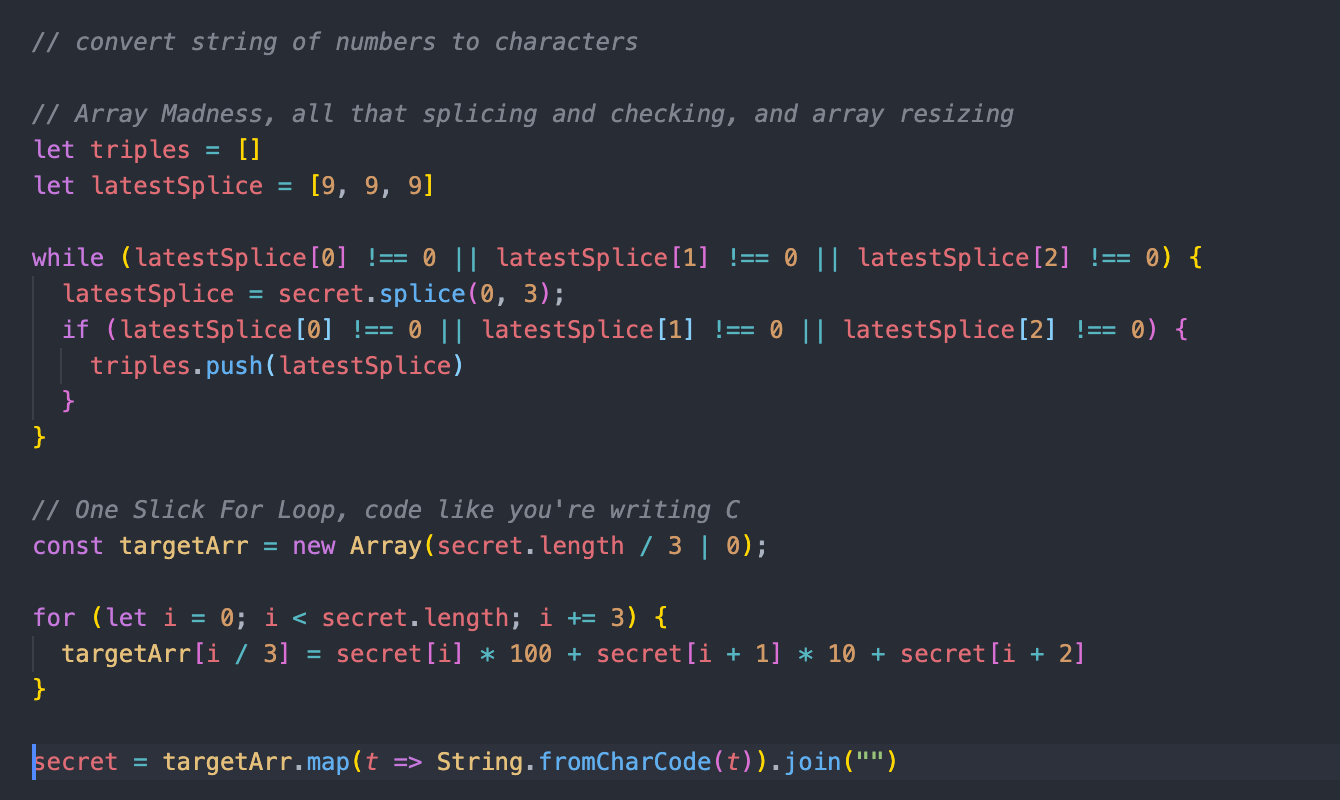 // convert string of numbers to characters
// Array Madness, all that splicing and checking, and array resizing
let triples = []
let latestSplice = [9, 9, 9]
while (latestSplice[0] !== 0 || latestSplice[1] !== 0 || latestSplice[2] !== 0) {
latestSplice = secret.splice(0, 3);
if (latestSplice[0] !== 0 || latestSplice[1] !== 0 || latestSplice[2] !== 0) {
triples.push(latestSplice)
}
}
// One Slick For Loop, code like you're writing C
const targetArr = new Array(secret.length / 3 | 0);
for (let i = 0; i < secret.length; i += 3) {
targetArr[i / 3] = secret[i] * 100 + secret[i + 1] * 10 + secret[i + 2]
}
secret = targetArr.map(t => String.fromCharCode(t)).join("")